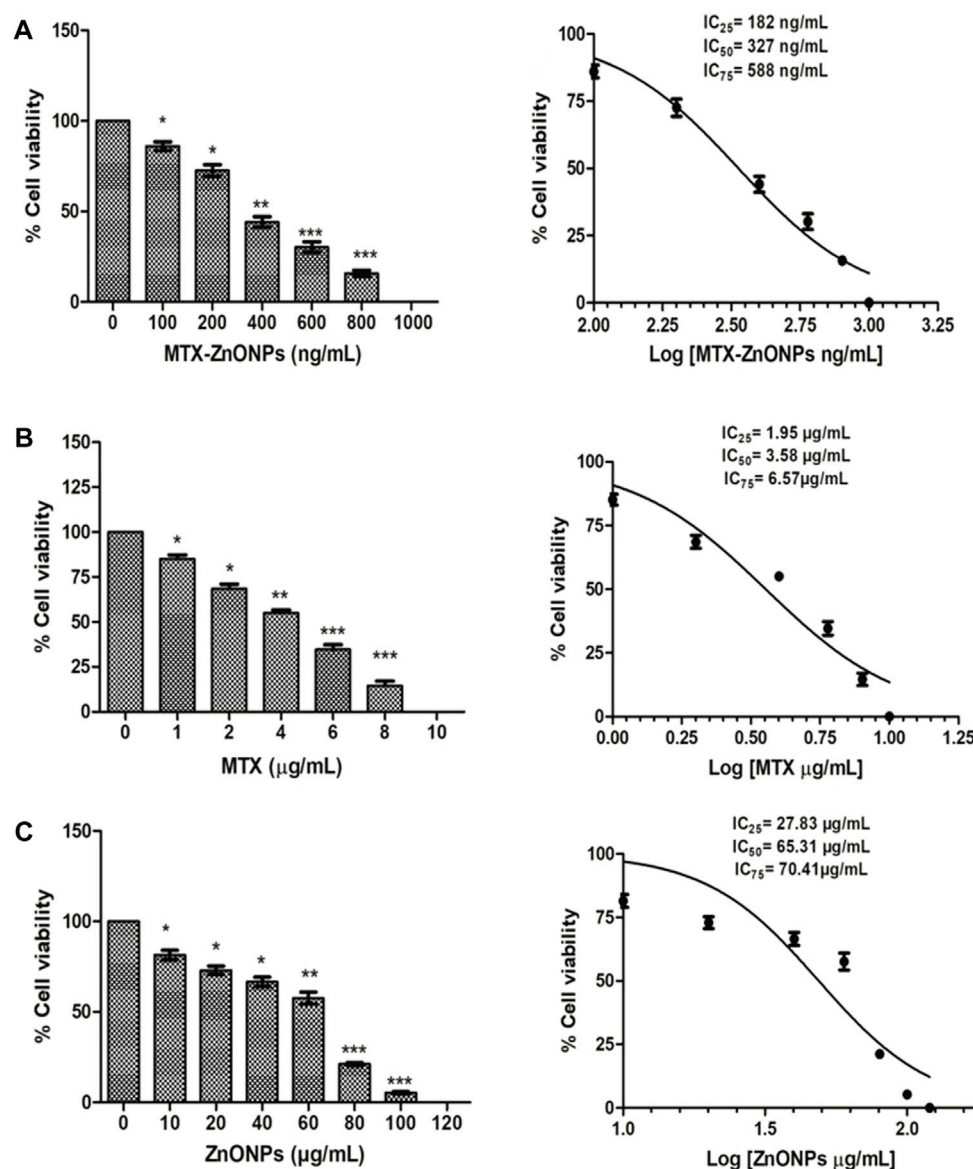 A
% Cell viability
150
100
50
0
*
*
**
***
***
0 100 200 400 600 800 1000
MTX-ZnONPs (ng/mL)
IC25 = 182 ng/mL
IC50= 327 ng/mL
IC75= 588 ng/mL
% Cell viability
100
75
50
25
0
2.00 2.25 2.50 2.75 3.00 3.25
Log [MTX-ZnONPs ng/mL]
B
% Cell viability
150
125
100
75
50
25
0
*
*
**
***
***
0 1 2 4 6 8 10
MTX (μg/mL)
IC25= 1.95 μg/mL
IC50= 3.58 μg/mL
IC75= 6.57μg/mL
% Cell viability
100
75
50
25
0
0.00 0.25 0.50 0.75 1.00 1.25
Log [MTX μg/mL]
C
% Cell viability
150
100
50
0
*
*
*
**
***
***
0 10 20 40 60 80 100 120
ZnONPs (μg/mL)
IC25= 27.83 μg/mL
IC50= 65.31 μg/mL
IC75= 70.41μg/mL
% Cell viability
100
75
50
25
0
1.0 1.5 2.0
Log [ZnONPs μg/mL]